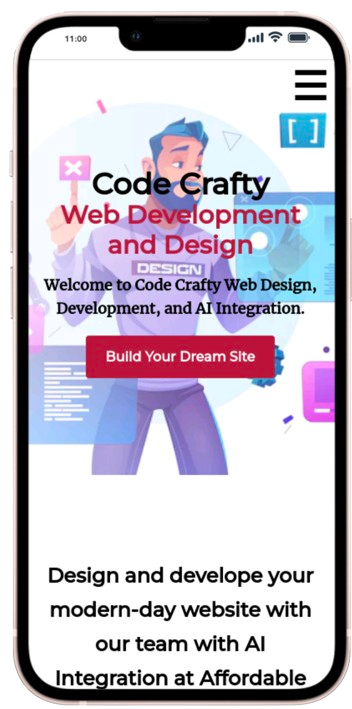 11:00
Code Crafty
Web Development
and Design
DESIGN
Welcome to Code Crafty Web Design,
Development, and AI Integration.
Build Your Dream Site
Design and develope your
modern-day website with
our team with AI
Integration at Affordable